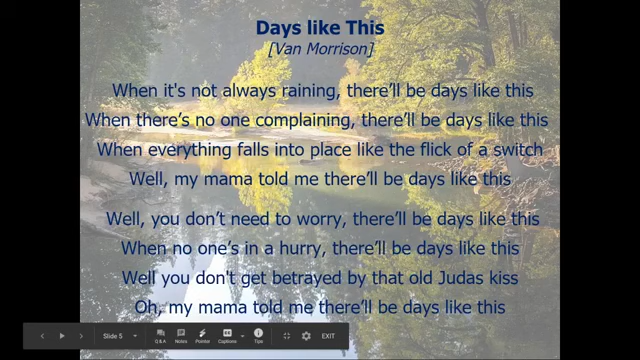 Days like This
[Van Morrison]
When it's not always raining, there’ll be days like this
When there’s no one complaining, there’ll be days like this
When everything falls into place like the flick of a switch
Well, my mama told me there’ll be days like this
Well, you don’t need to worry, there’ll be days like this
When no one’s in a hurry, there’ll be days like this
Well you don't get betrayed by that old Judas kiss
Oh, my mama told me there’ll be days like this
Slide 5 Q & A Notes Pointer Captions Tips EXIT